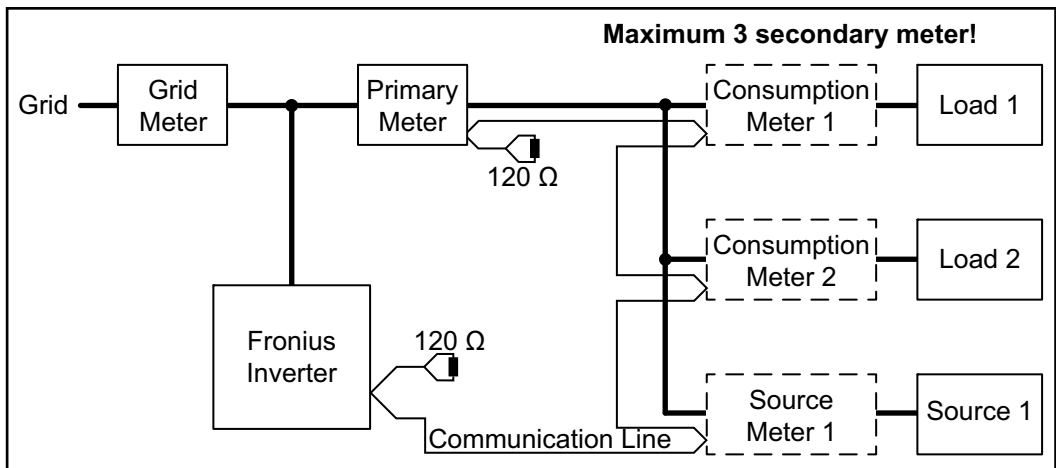 Maximum 3 secondary meter!
Grid
Grid
Meter
Primary
Meter
Consumption
Meter 1
Load 1
120 Ω
Consumption
Meter 2
Load 2
Fronius
Inverter
120 Ω
Communication Line
Source
Meter 1
Source 1